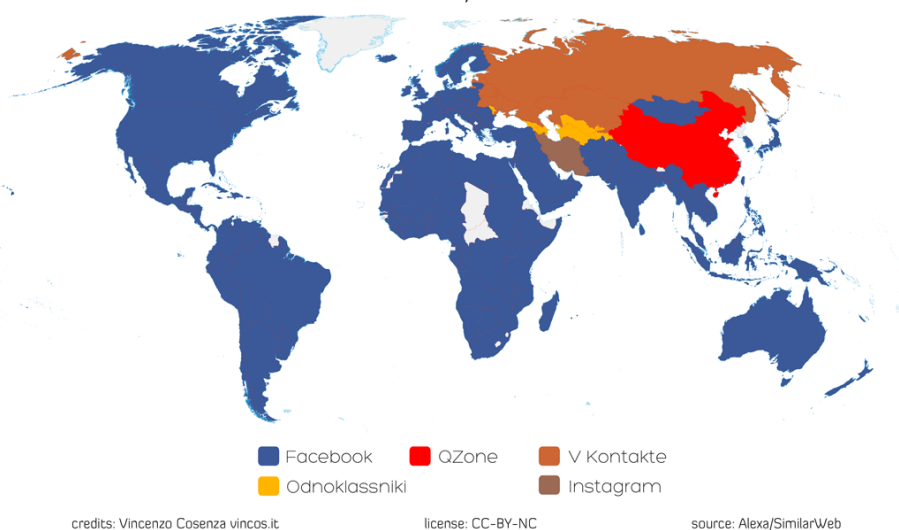 Facebook QZone V Kontakte
Odnoklassniki Instagram
credits: Vincenzo Cosenza vincos.it license: CC-BY-NC source: Alexa/SimilarWeb